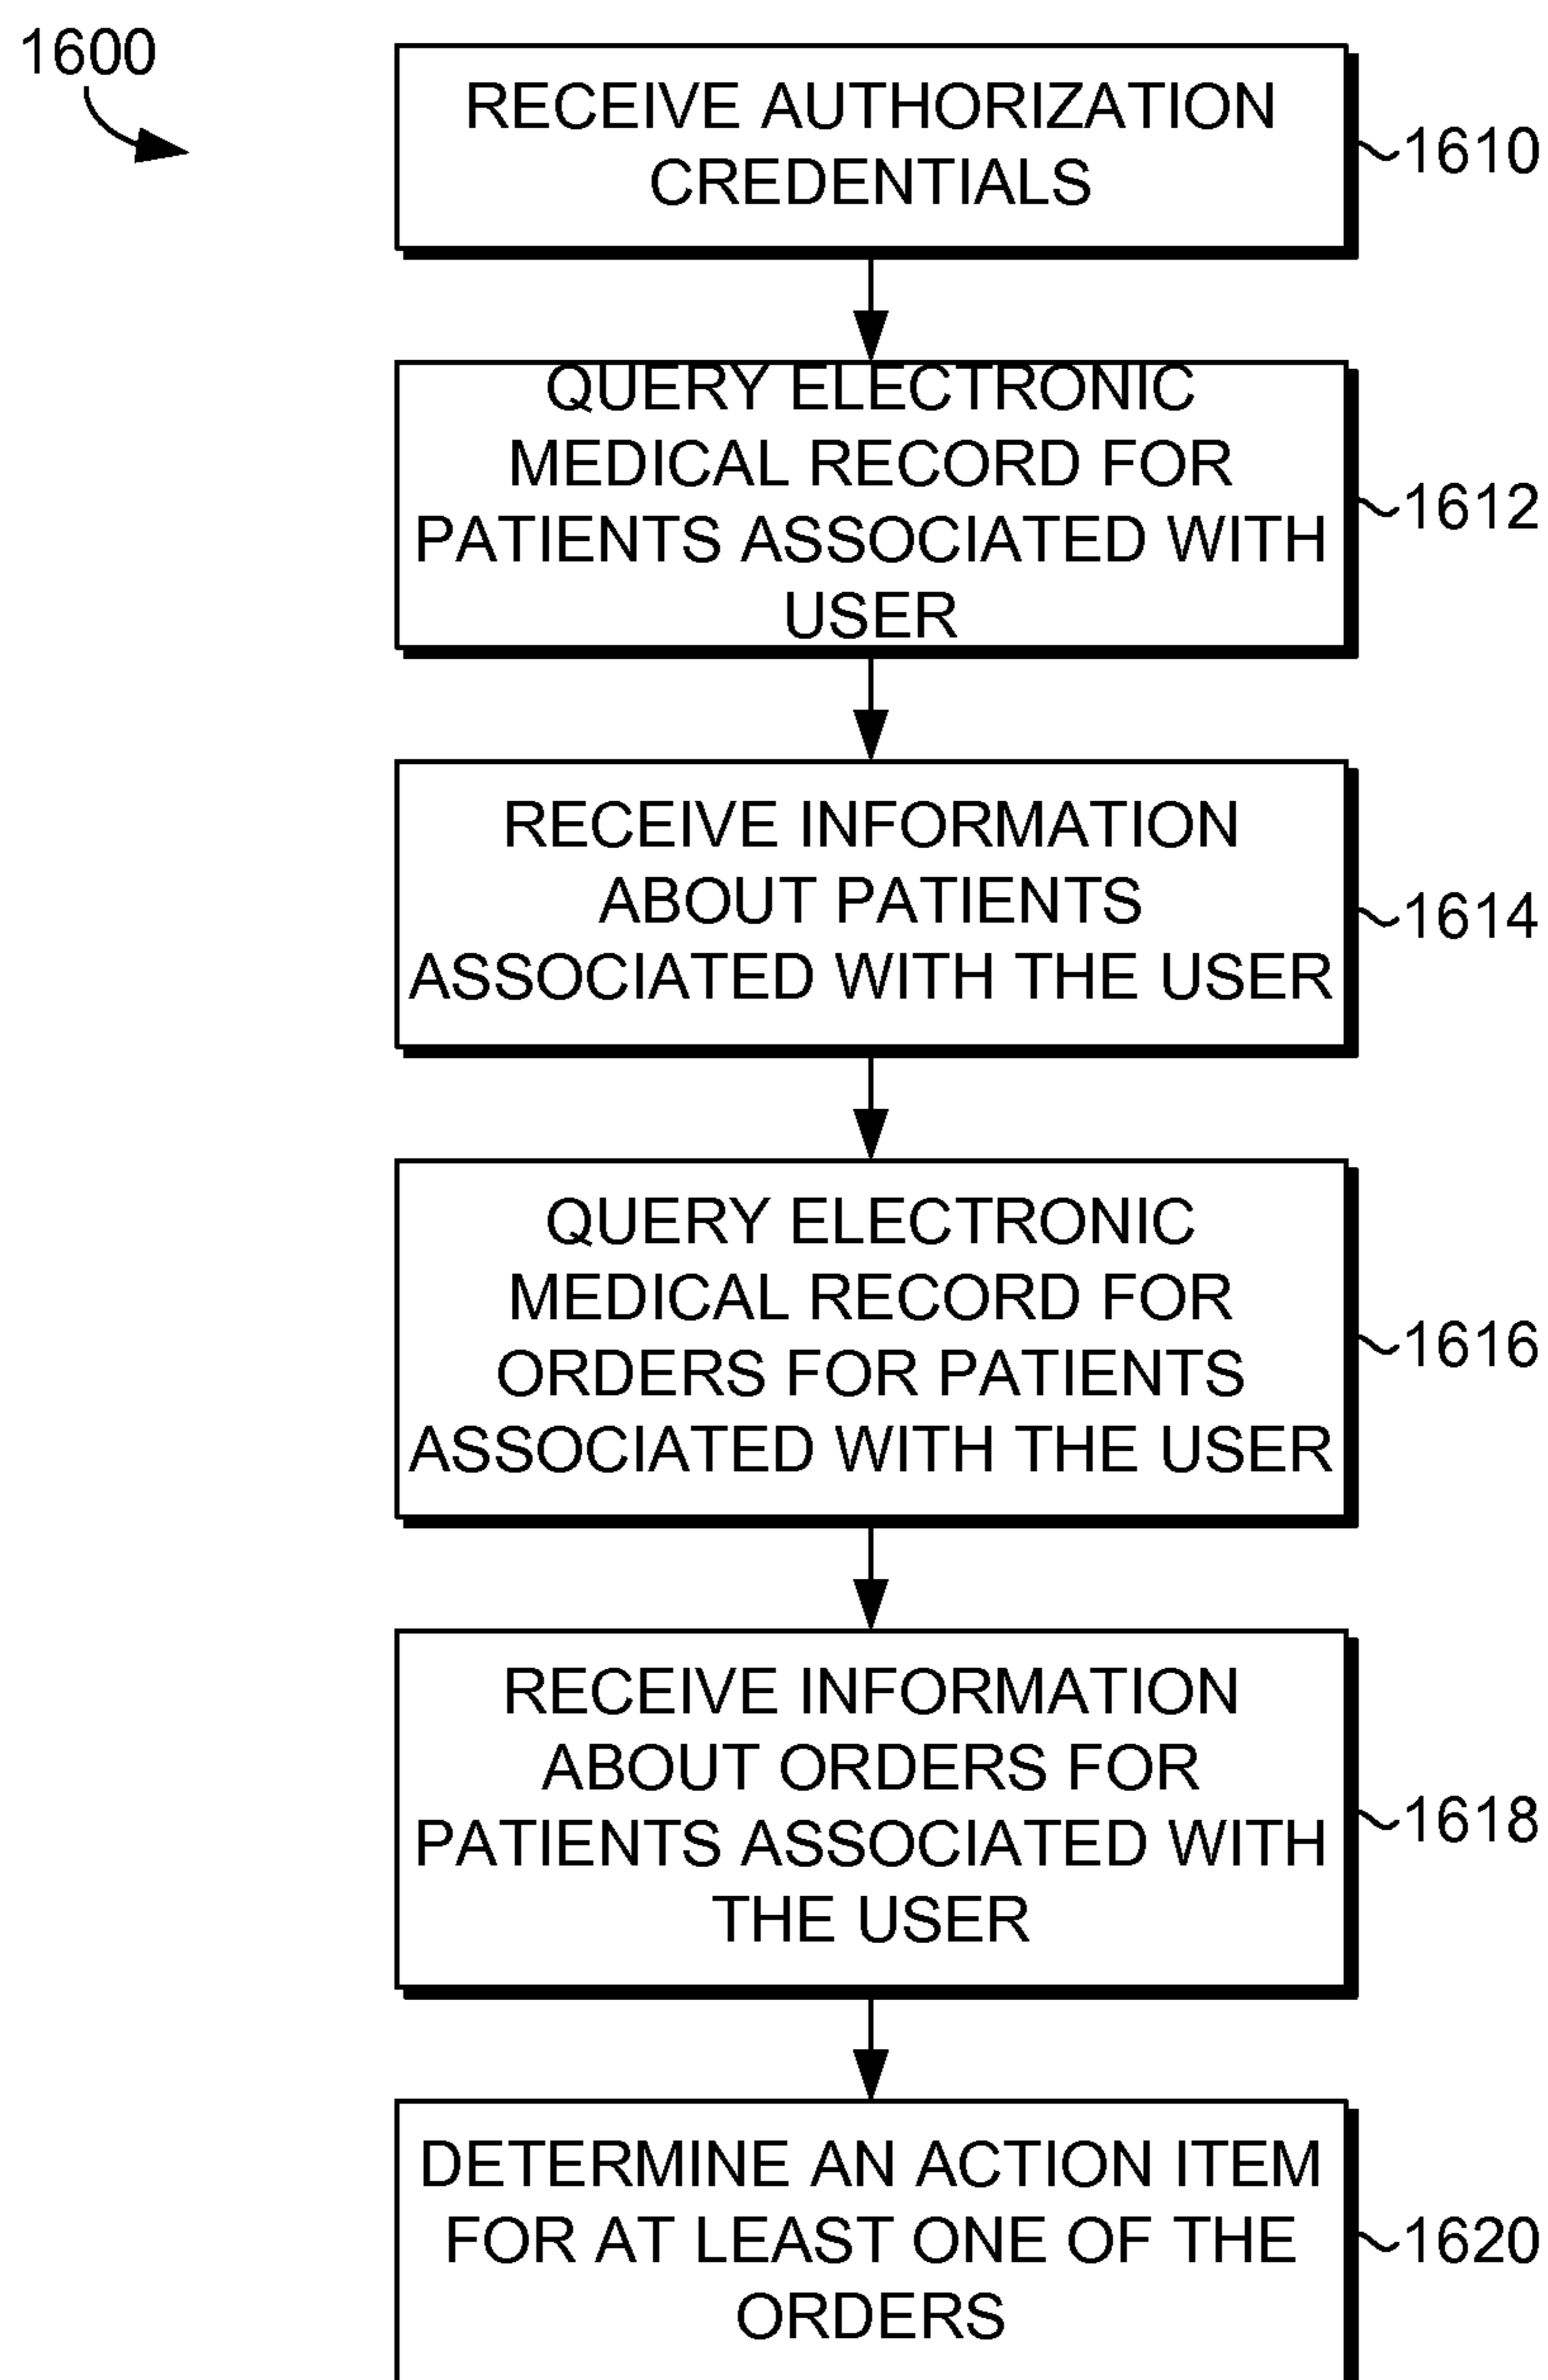 1600
RECEIVE AUTHORIZATION
CREDENTIALS
1610
QUERY ELECTRONIC
MEDICAL RECORD FOR
PATIENTS ASSOCIATED WITH
USER
1612
RECEIVE INFORMATION
ABOUT PATIENTS
ASSOCIATED WITH THE USER
1614
QUERY ELECTRONIC
MEDICAL RECORD FOR
ORDERS FOR PATIENTS
ASSOCIATED WITH THE USER
1616
RECEIVE INFORMATION
ABOUT ORDERS FOR
PATIENTS ASSOCIATED WITH
THE USER
1618
DETERMINE AN ACTION ITEM
FOR AT LEAST ONE OF THE
ORDERS
1620